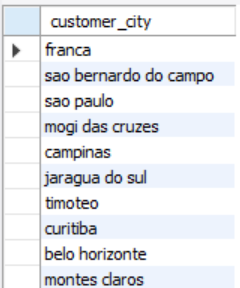 customer_city
franca
sao bernardo do campo
sao paulo
mogi das cruzes
campinas
jaragua do sul
timoteo
curitiba
belo horizonte
montes claros